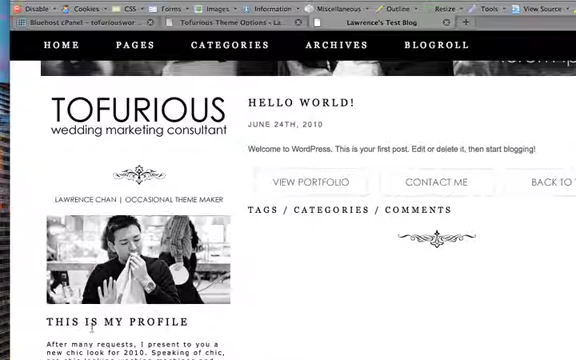 Disable Cookies CSS Forms Images Information Miscellaneous Outline Resize Tools View Source
Bluehost cPanel - tofuriouswor... Tofurious Theme Options ‹ La... Lawrence's Test Blog
HOME PAGES CATEGORIES ARCHIVES BLOGROLL
TOFURIOUS
wedding marketing consultant
LAWRENCE CHAN | OCCASIONAL THEME MAKER
THIS IS MY PROFILE
After many requests, I present to you a
new chic look for 2010. Speaking of chic,
HELLO WORLD!
JUNE 24TH, 2010
Welcome to WordPress. This is your first post. Edit or delete it, then start blogging!
VIEW PORTFOLIO CONTACT ME BACK TO
TAGS / CATEGORIES / COMMENTS